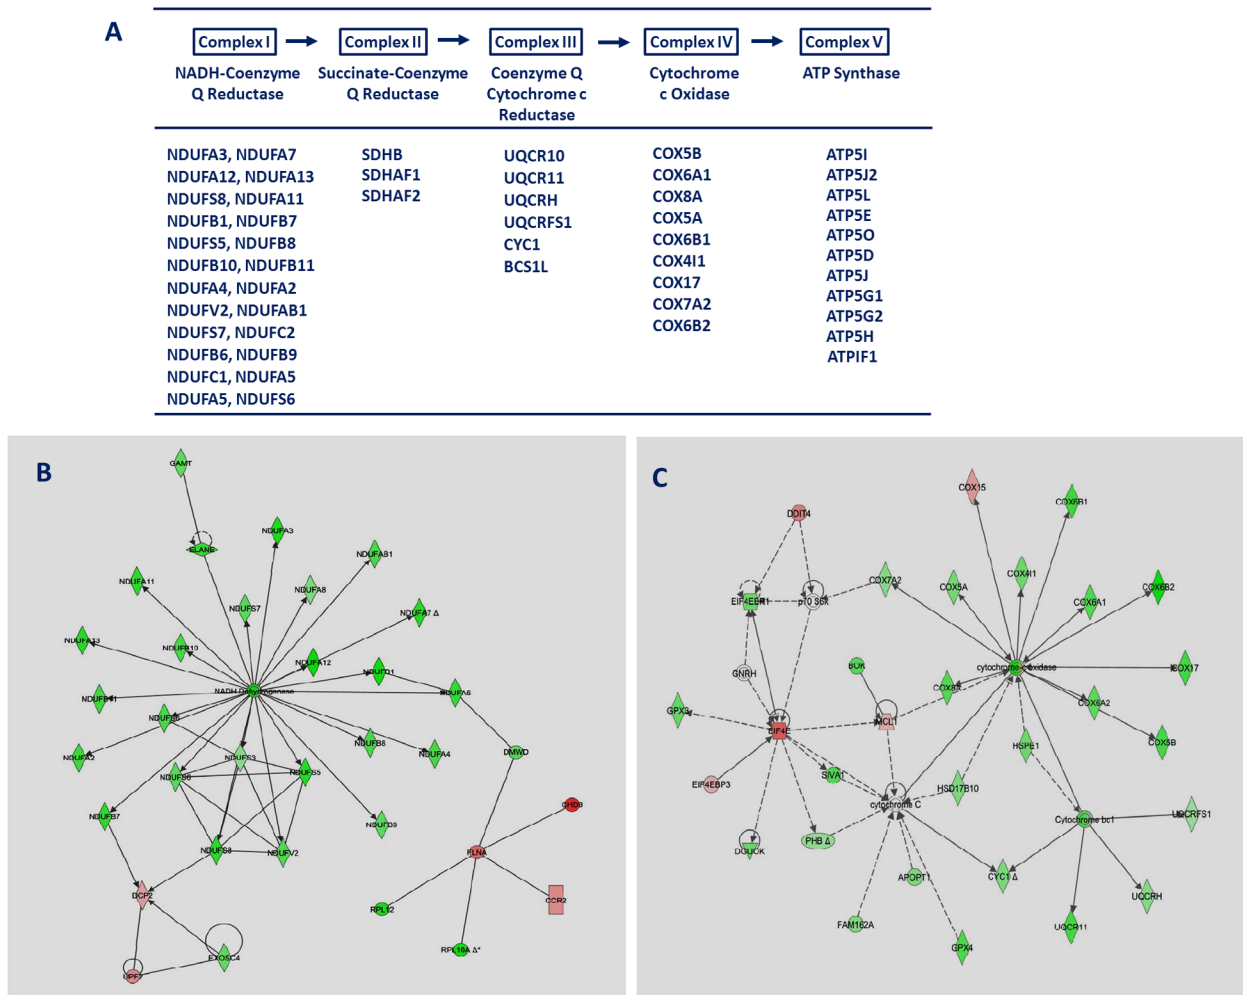 A
Complex I
Complex II
Complex III
Complex IV
Complex V
NADH-Coenzyme
Q Reductase
Succinate-Coenzyme
Q Reductase
Coenzyme Q
Cytochrome c
Reductase
Cytochrome
c Oxidase
ATP Synthase
NDUFA3, NDUFA7
NDUFA12, NDUFA13
NDUFS8, NDUFA11
NDUFB1, NDUFB7
NDUFS5, NDUFB8
NDUFB10, NDUFB11
NDUFA4, NDUFA2
NDUFV2, NDUFAB1
NDUFS7, NDUFC2
NDUFB6, NDUFB9
NDUFC1, NDUFA5
NDUFA5, NDUFS6
SDHB
SDHAF1
SDHAF2
UQCR10
UQCR11
UQCRH
UQCRFS1
CYC1
BCS1L
COX5B
COX6A1
COX8A
COX5A
COX6B1
COX4I1
COX17
COX7A2
COX6B2
ATP5I
ATP5J2
ATP5L
ATP5E
ATP5O
ATP5D
ATP5J
ATP5G1
ATP5G2
ATP5H
ATPIF1
B
GAMT
NDUFA3
ELANE
NDUFAB1
NDUFA11
NDUFA8
NDUFS7
NDUFA7 Δ
NDUFA13
NDUFB10
NDUFA12
NDUFB1
NADH Dehydrogenase
NDUFB11
NDUFB6
NDUFB8
NDUFA4
NDUFA2
NDUFS3
DMWD
NDUFS6
NDUFS5
CHD9
NDUFB7
NDUFB9
NDUFS8
NDUFV2
FLNA
DCP2
CCR2
RPL12
EXOSC4
RPL10A Δ*
C
COX15
COX6B1
DDIT4
COX7A2
COX5A
COX4I1
COX6A1
COX6B2
EIF4EBP1
p70 S6k
GNRH
BOK
cytochrome-c oxidase
COX17
COX8A
COX6A2
GPX3
EIF4E
MCL1
HSPE1
COX5B
EIF4EBP3
SIVA1
HSD17B10
cytochrome C
UQCRFS1
Cytochrome bc1
DGUOK
PHB Δ
APOPT1
CYC1 Δ
UQCRH
FAM162A
UQCR11
GPX4